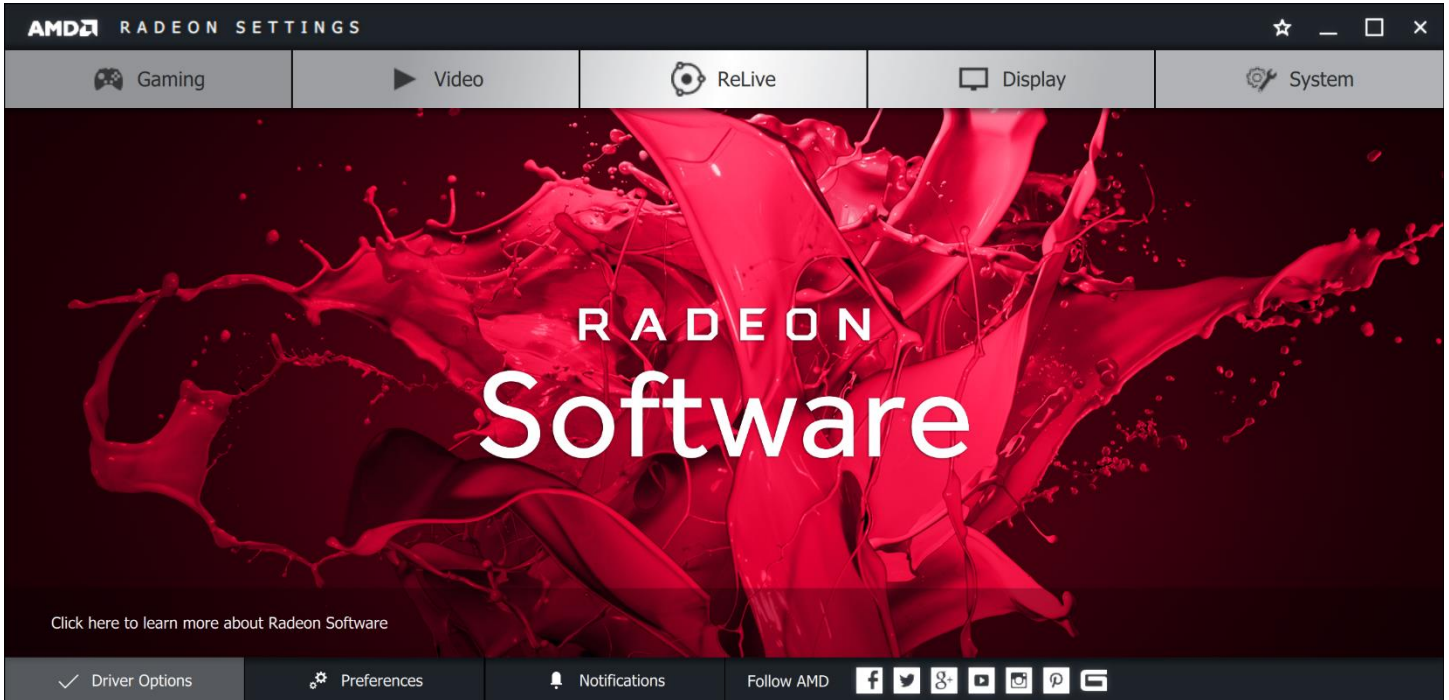 AMD RADEON SETTINGS
Gaming Video ReLive Display System
RADEON
Software
Click here to learn more about Radeon Software
Driver Options Preferences Notifications Follow AMD